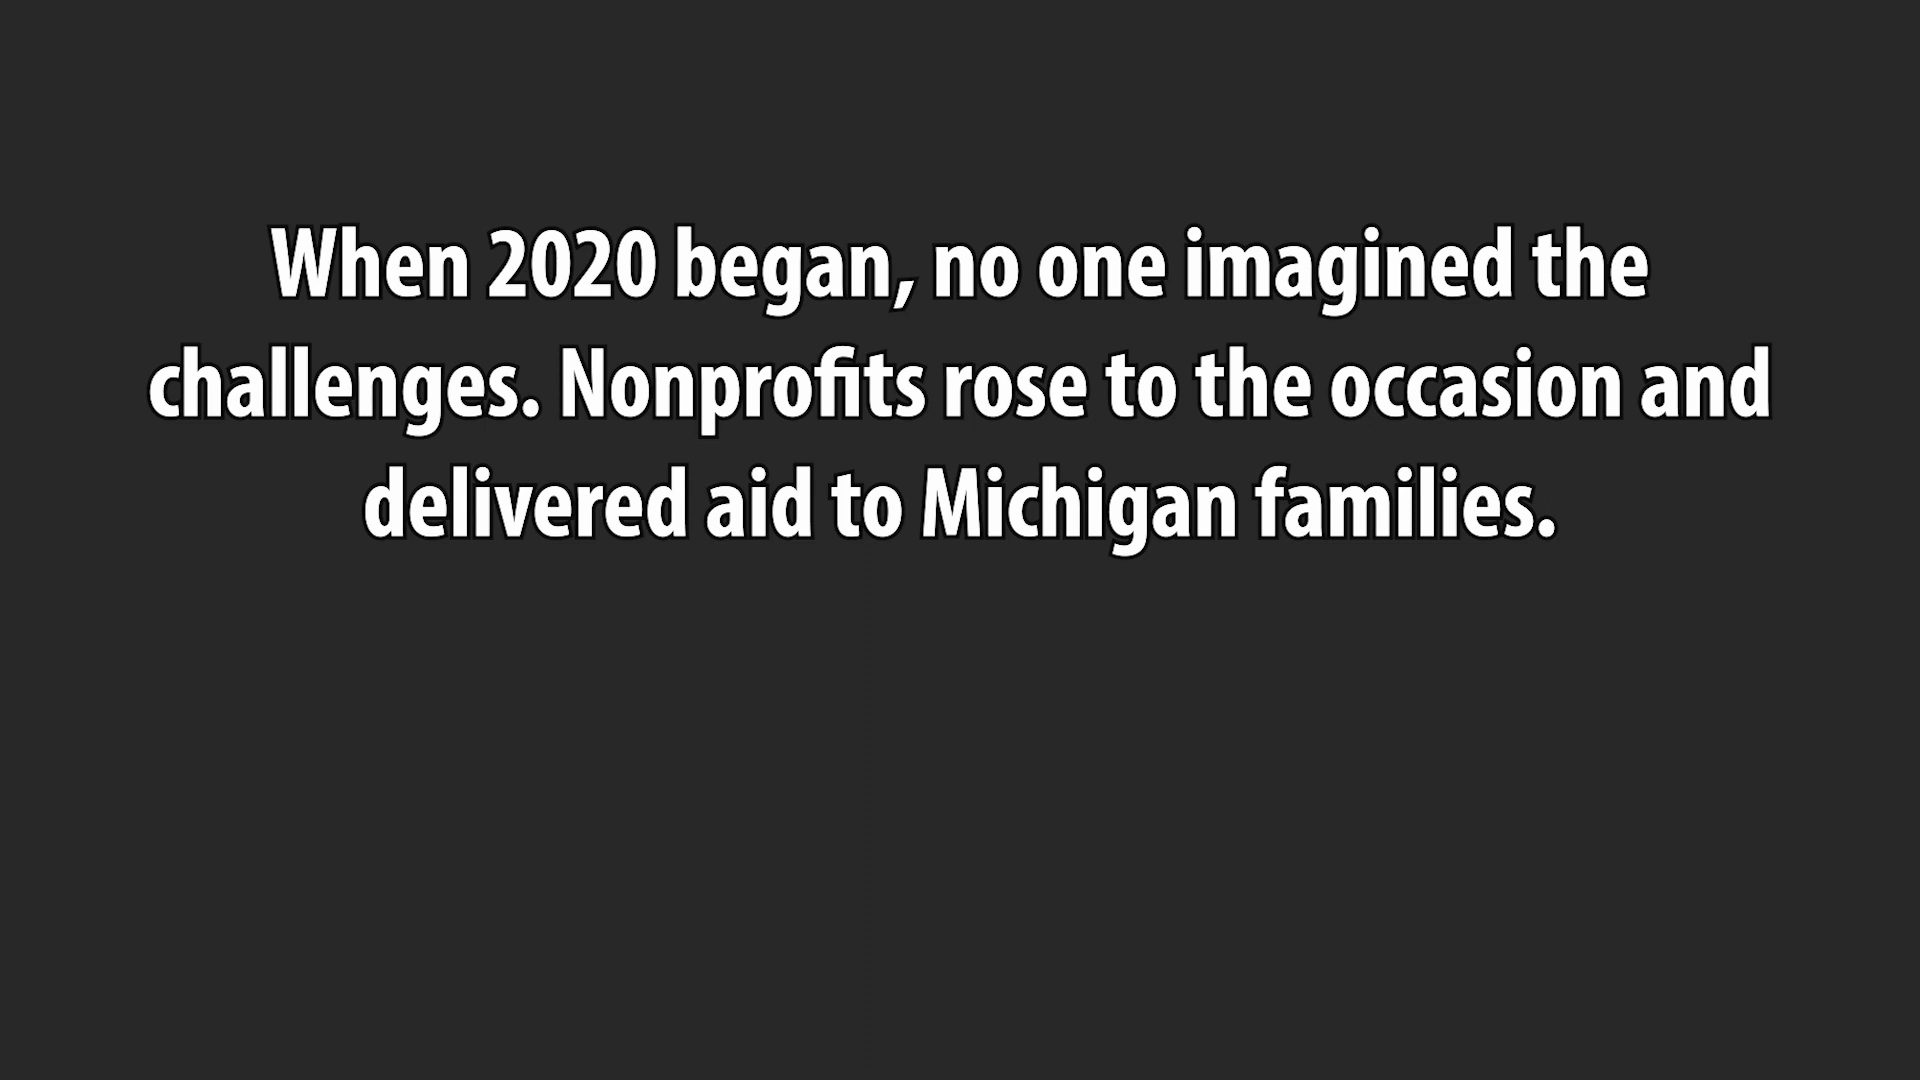 When 2020 began, no one imagined the
challenges. Nonprofits rose to the occasion and
delivered aid to Michigan families.